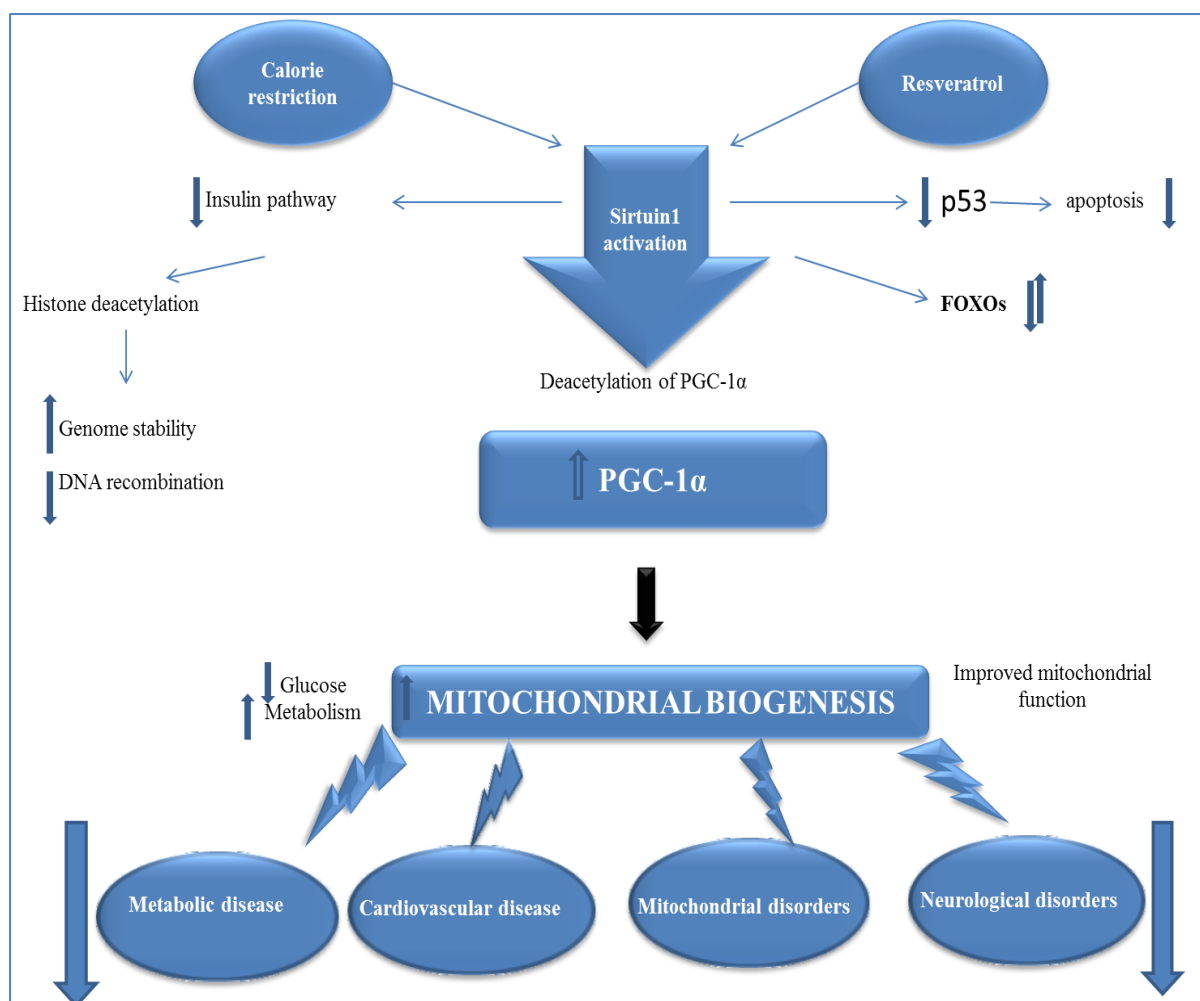 Calorie
restriction
Resveratrol
Insulin pathway
Sirtuin1
activation
p53
apoptosis
Histone deacetylation
FOXOs
Deacetylation of PGC-1α
Genome stability
PGC-1α
DNA recombination
Glucose
Metabolism
MITOCHONDRIAL BIOGENESIS
Improved mitochondrial
function
Metabolic disease
Cardiovascular disease
Mitochondrial disorders
Neurological disorders